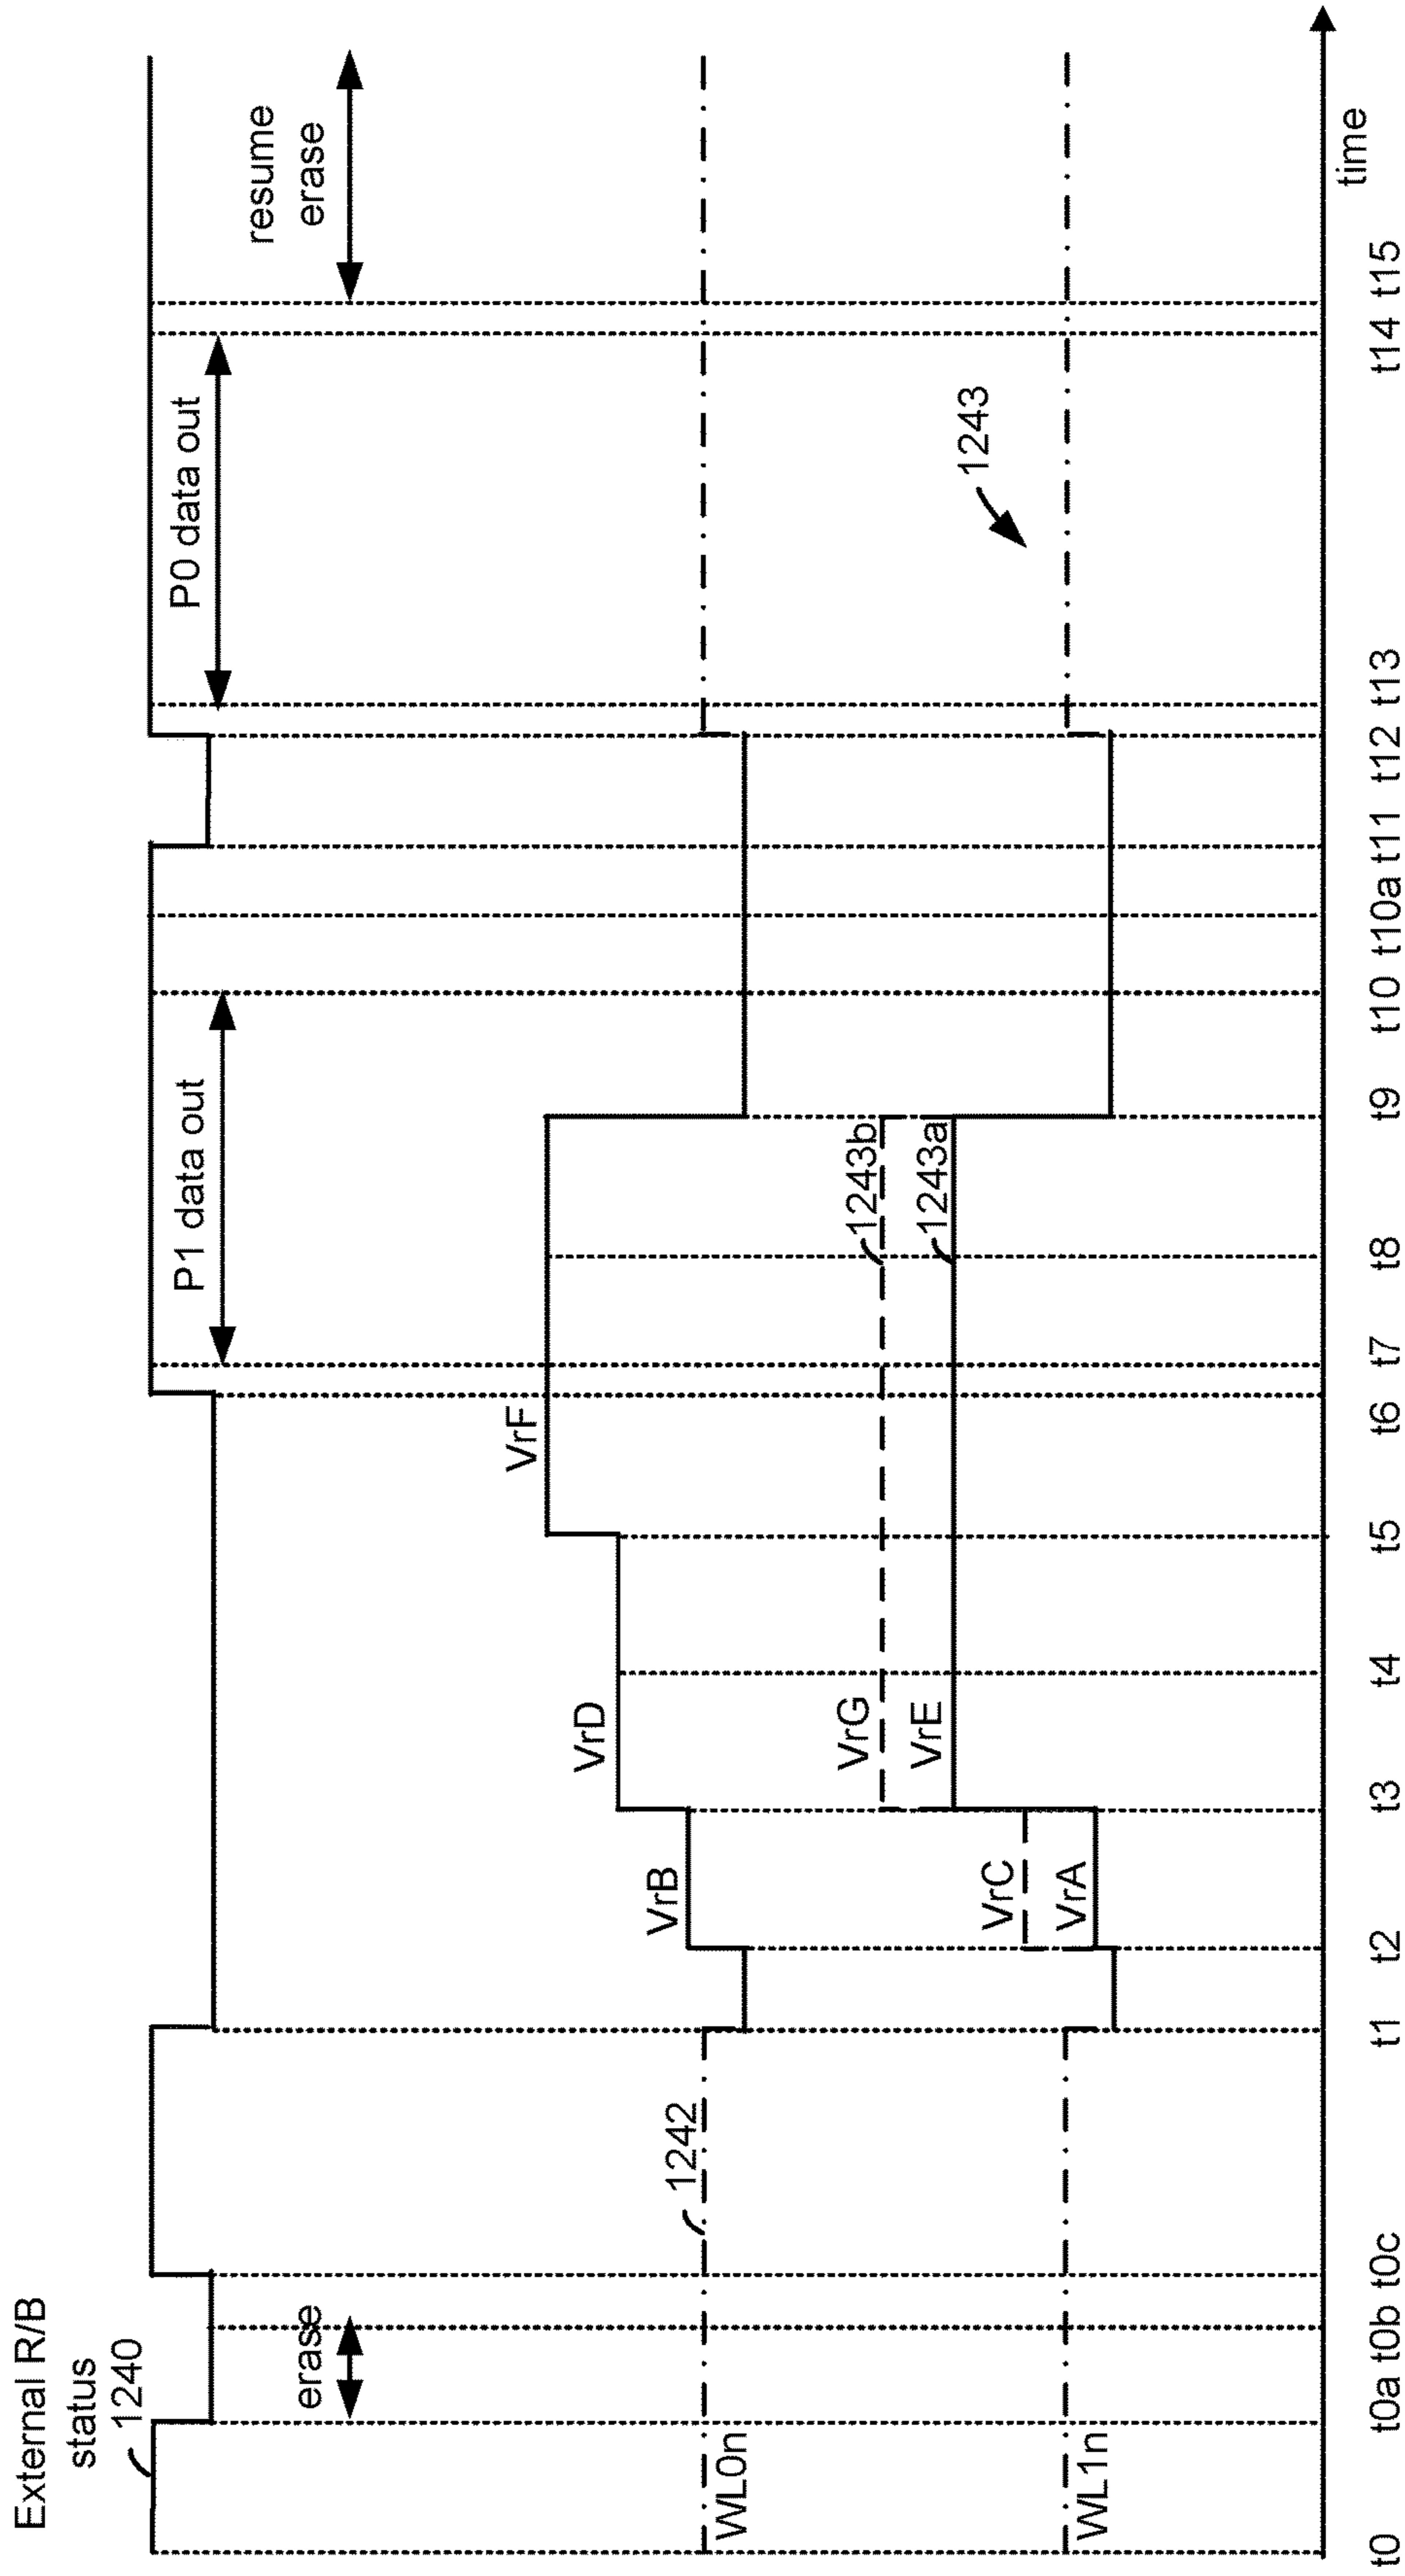 External R/B
status
1240
erase
P1 data out
P0 data out
resume
erase
VrF
VrD
VrB
1242
WL0n
VrG
1243b
VrE
1243a
1243
VrC
VrA
WL1n
time
t0 t0a t0b t0c t1 t2 t3 t4 t5 t6 t7 t8 t9 t10 t10a t11 t12 t13 t14 t15